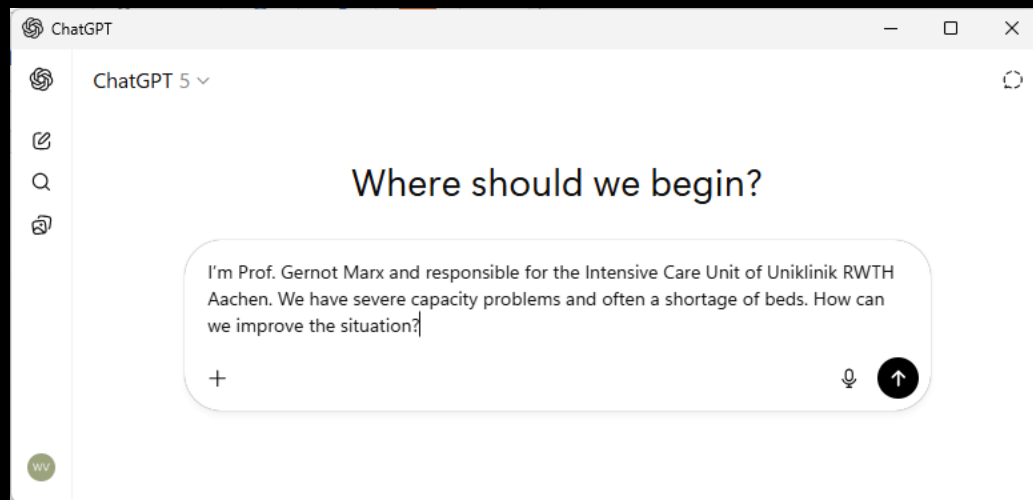 ChatGPT
ChatGPT 5
Where should we begin?
I'm Prof. Gernot Marx and responsible for the Intensive Care Unit of Uniklinik RWTH
Aachen. We have severe capacity problems and often a shortage of beds. How can
we improve the situation?
WV